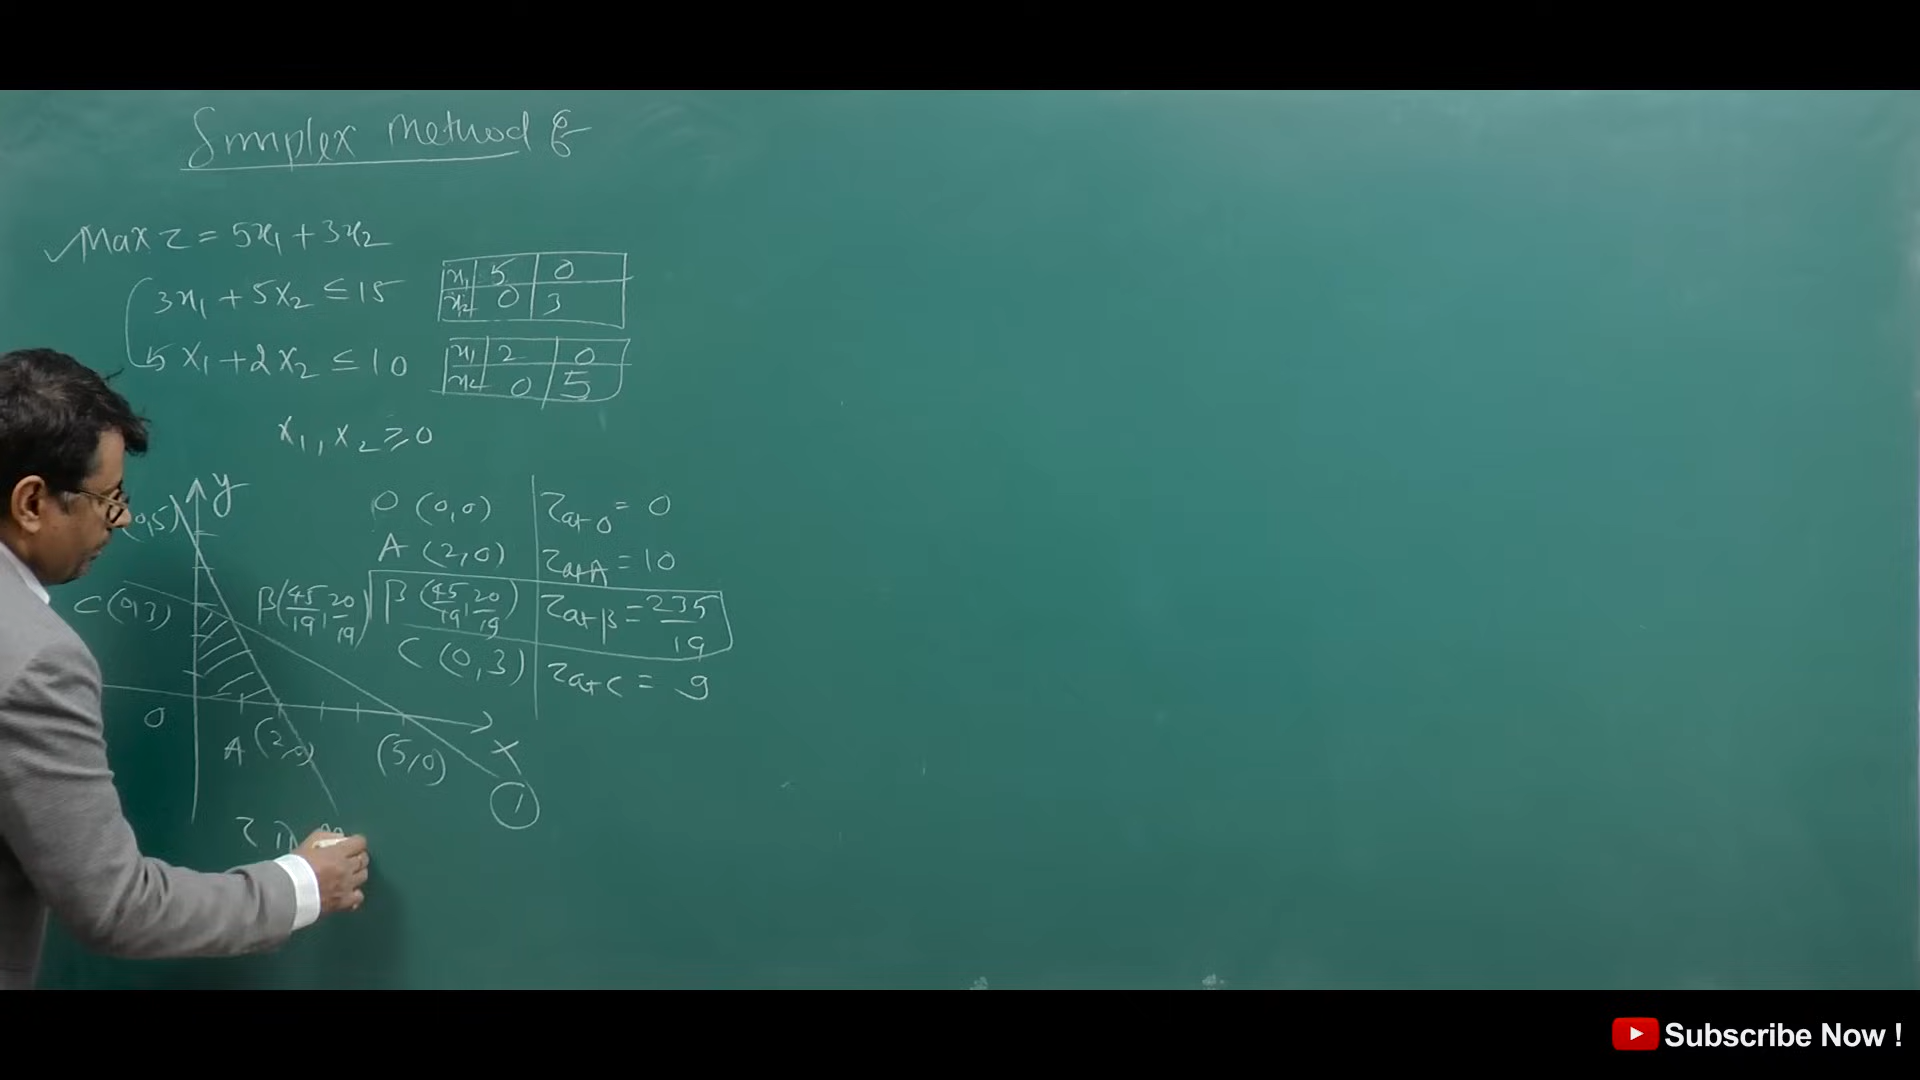 Simplex Method
Max Z = 5x₁ + 3x₂
3x₁ + 5x₂ ≤ 15
x₁ 5 0
x₂ 0 3
5x₁ + 2x₂ ≤ 10
x₁ 2 0
x₂ 0 5
x₁, x₂ ≥ 0
y
(0,5)
C (0,3)
B (45/19, 20/19)
O
A (2,0)
(5,0)
X
1
O (0,0) Z at O = 0
A (2,0) Z at A = 10
B (45/19, 20/19) Z at B = 235/19
C (0,3) Z at C = 9
Z
Subscribe Now !